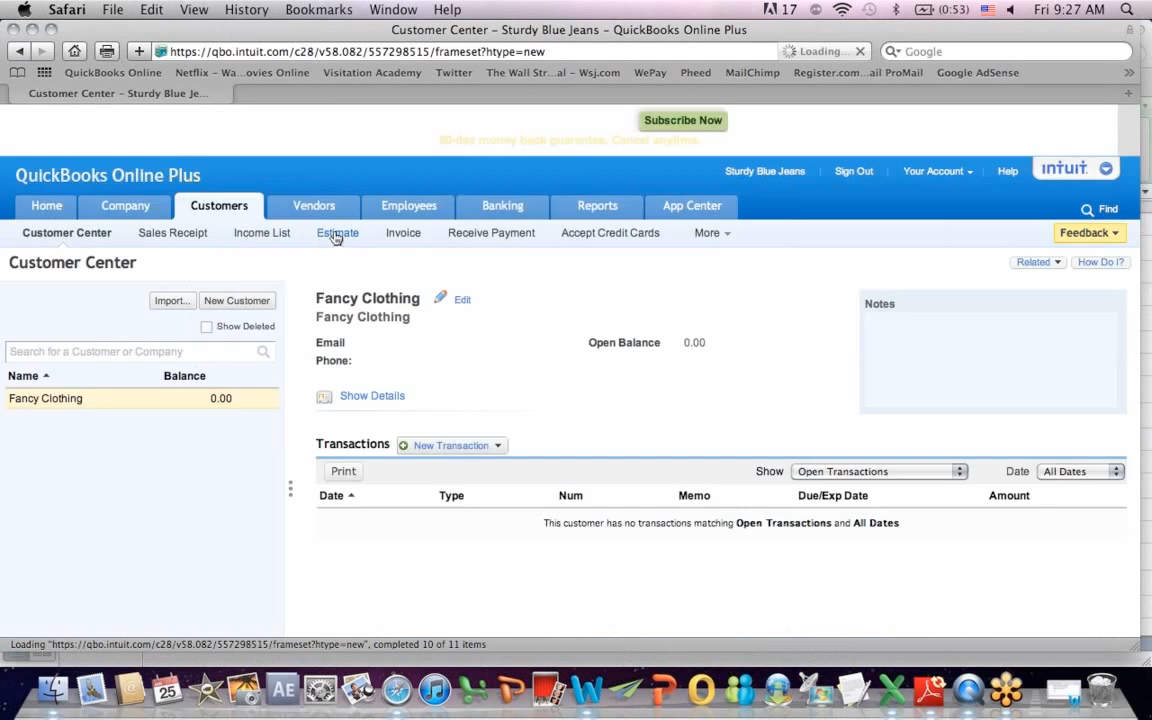 Safari File Edit View History Bookmarks Window Help 17 (0:53) Fri 9:27 AM
Customer Center – Sturdy Blue Jeans – QuickBooks Online Plus
https://qbo.intuit.com/c28/v58.082/557298515/frameset?htype=new Loading... Google
QuickBooks Online Netflix – Wa...ovies Online Visitation Academy Twitter The Wall Str...al – Wsj.com WePay Pheed MailChimp Register.com...ail ProMail Google AdSense
Customer Center – Sturdy Blue Je...
Subscribe Now
60-day money back guarantee. Cancel anytime.
QuickBooks Online Plus Sturdy Blue Jeans Sign Out Your Account Help intuit.
Home Company Customers Vendors Employees Banking Reports App Center Find
Customer Center Sales Receipt Income List Estimate Invoice Receive Payment Accept Credit Cards More Feedback
Customer Center Related How Do I?
Import... New Customer
Show Deleted
Search for a Customer or Company
Name Balance
Fancy Clothing 0.00
Fancy Clothing Edit
Fancy Clothing
Email Open Balance 0.00
Phone:
Show Details
Notes
Transactions New Transaction
Print Show Open Transactions Date All Dates
Date Type Num Memo Due/Exp Date Amount
This customer has no transactions matching Open Transactions and All Dates
Loading "https://qbo.intuit.com/c28/v58.082/557298515/frameset?htype=new", completed 10 of 11 items
25 AE